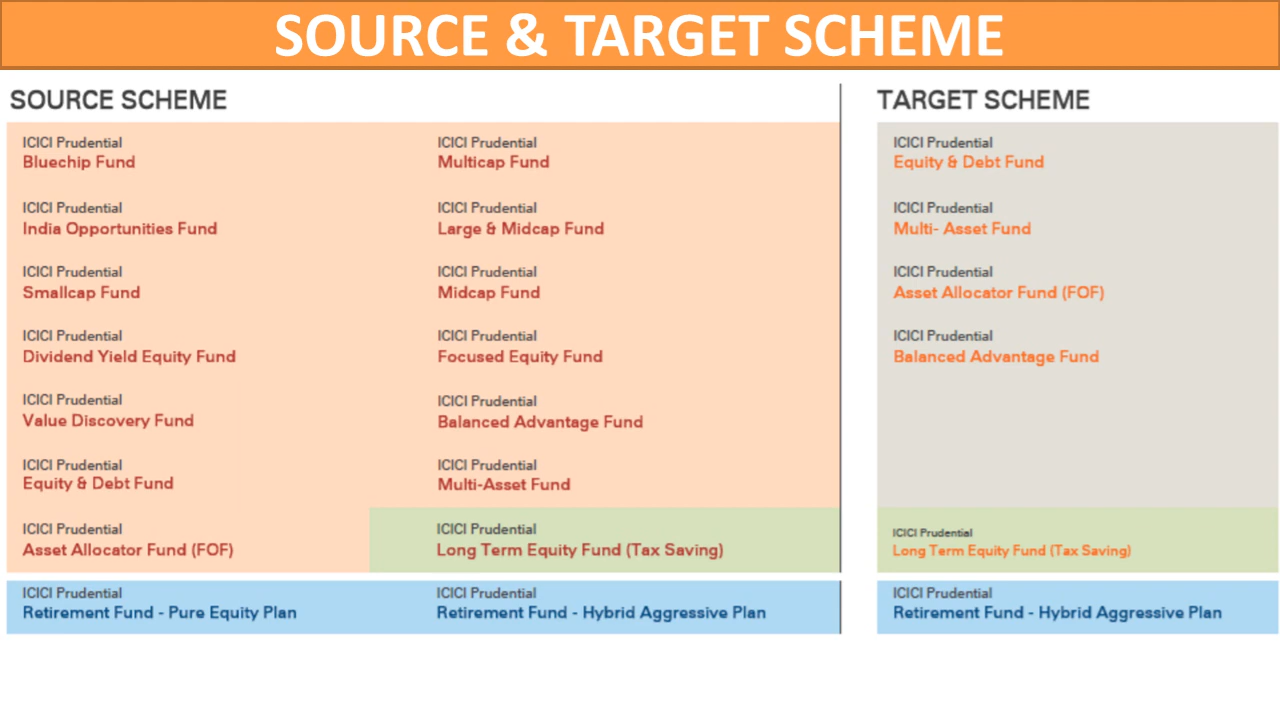 SOURCE & TARGET SCHEME
SOURCE SCHEME
ICICI Prudential
Bluechip Fund
ICICI Prudential
Multicap Fund
ICICI Prudential
India Opportunities Fund
ICICI Prudential
Large & Midcap Fund
ICICI Prudential
Smallcap Fund
ICICI Prudential
Midcap Fund
ICICI Prudential
Dividend Yield Equity Fund
ICICI Prudential
Focused Equity Fund
ICICI Prudential
Value Discovery Fund
ICICI Prudential
Balanced Advantage Fund
ICICI Prudential
Equity & Debt Fund
ICICI Prudential
Multi-Asset Fund
ICICI Prudential
Asset Allocator Fund (FOF)
ICICI Prudential
Long Term Equity Fund (Tax Saving)
ICICI Prudential
Retirement Fund - Pure Equity Plan
ICICI Prudential
Retirement Fund - Hybrid Aggressive Plan
TARGET SCHEME
ICICI Prudential
Equity & Debt Fund
ICICI Prudential
Multi- Asset Fund
ICICI Prudential
Asset Allocator Fund (FOF)
ICICI Prudential
Balanced Advantage Fund
ICICI Prudential
Long Term Equity Fund (Tax Saving)
ICICI Prudential
Retirement Fund - Hybrid Aggressive Plan